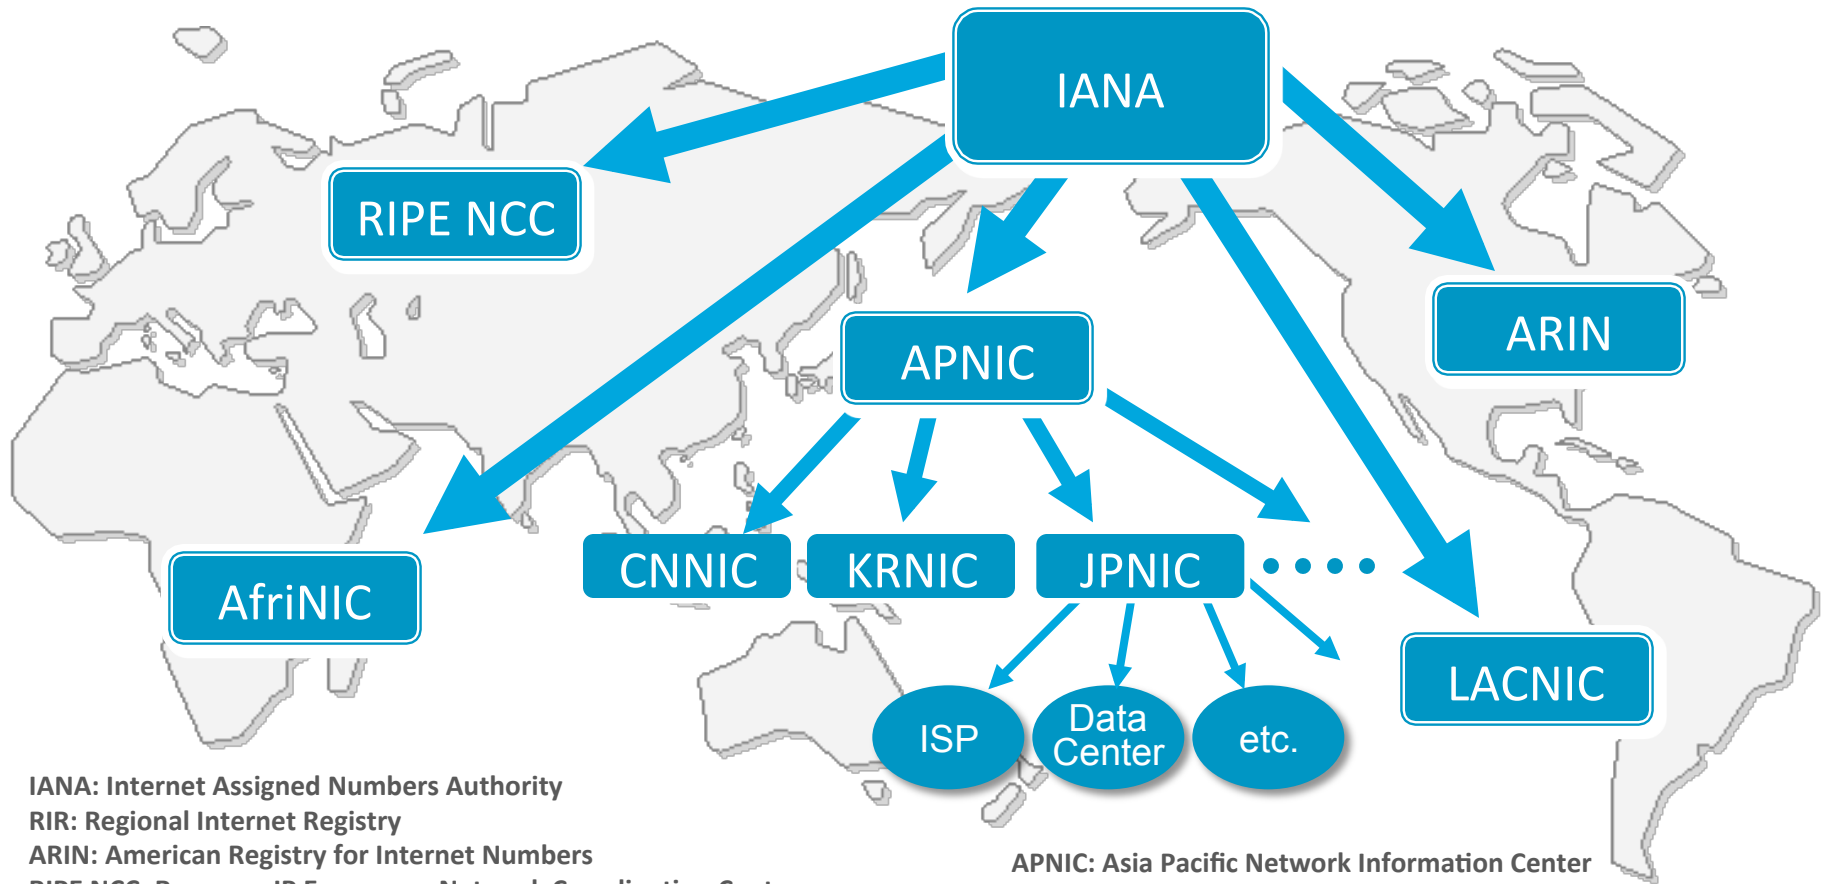 IANA
RIPE NCC
ARIN
APNIC
CNNIC
KRNIC
JPNIC
AfriNIC
LACNIC
ISP
Data
Center
etc.
IANA: Internet Assigned Numbers Authority
RIR: Regional Internet Registry
ARIN: American Registry for Internet Numbers
APNIC: Asia Pacific Network Information Center